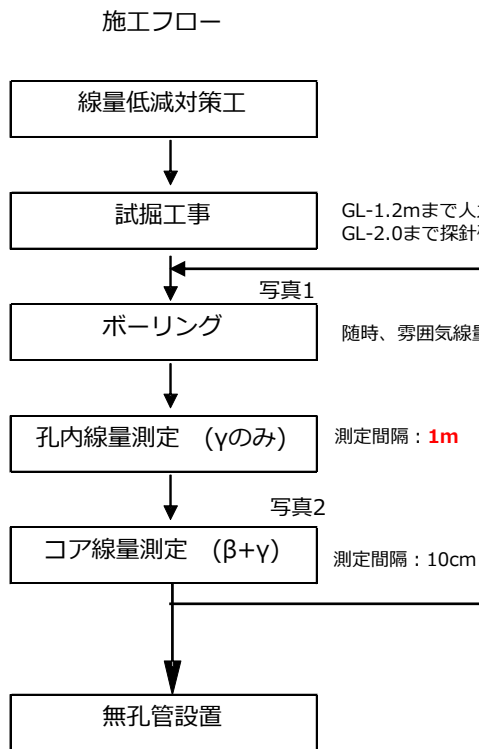 施工フロー
線量低減対策工
試掘工事
GL-1.2mまで人
GL-2.0まで探針
写真1
ボーリング
随時、雰囲気線量
孔内線量測定　(γのみ)
測定間隔：1m
写真2
コア線量測定　(β+γ)
測定間隔：10cm
無孔管設置